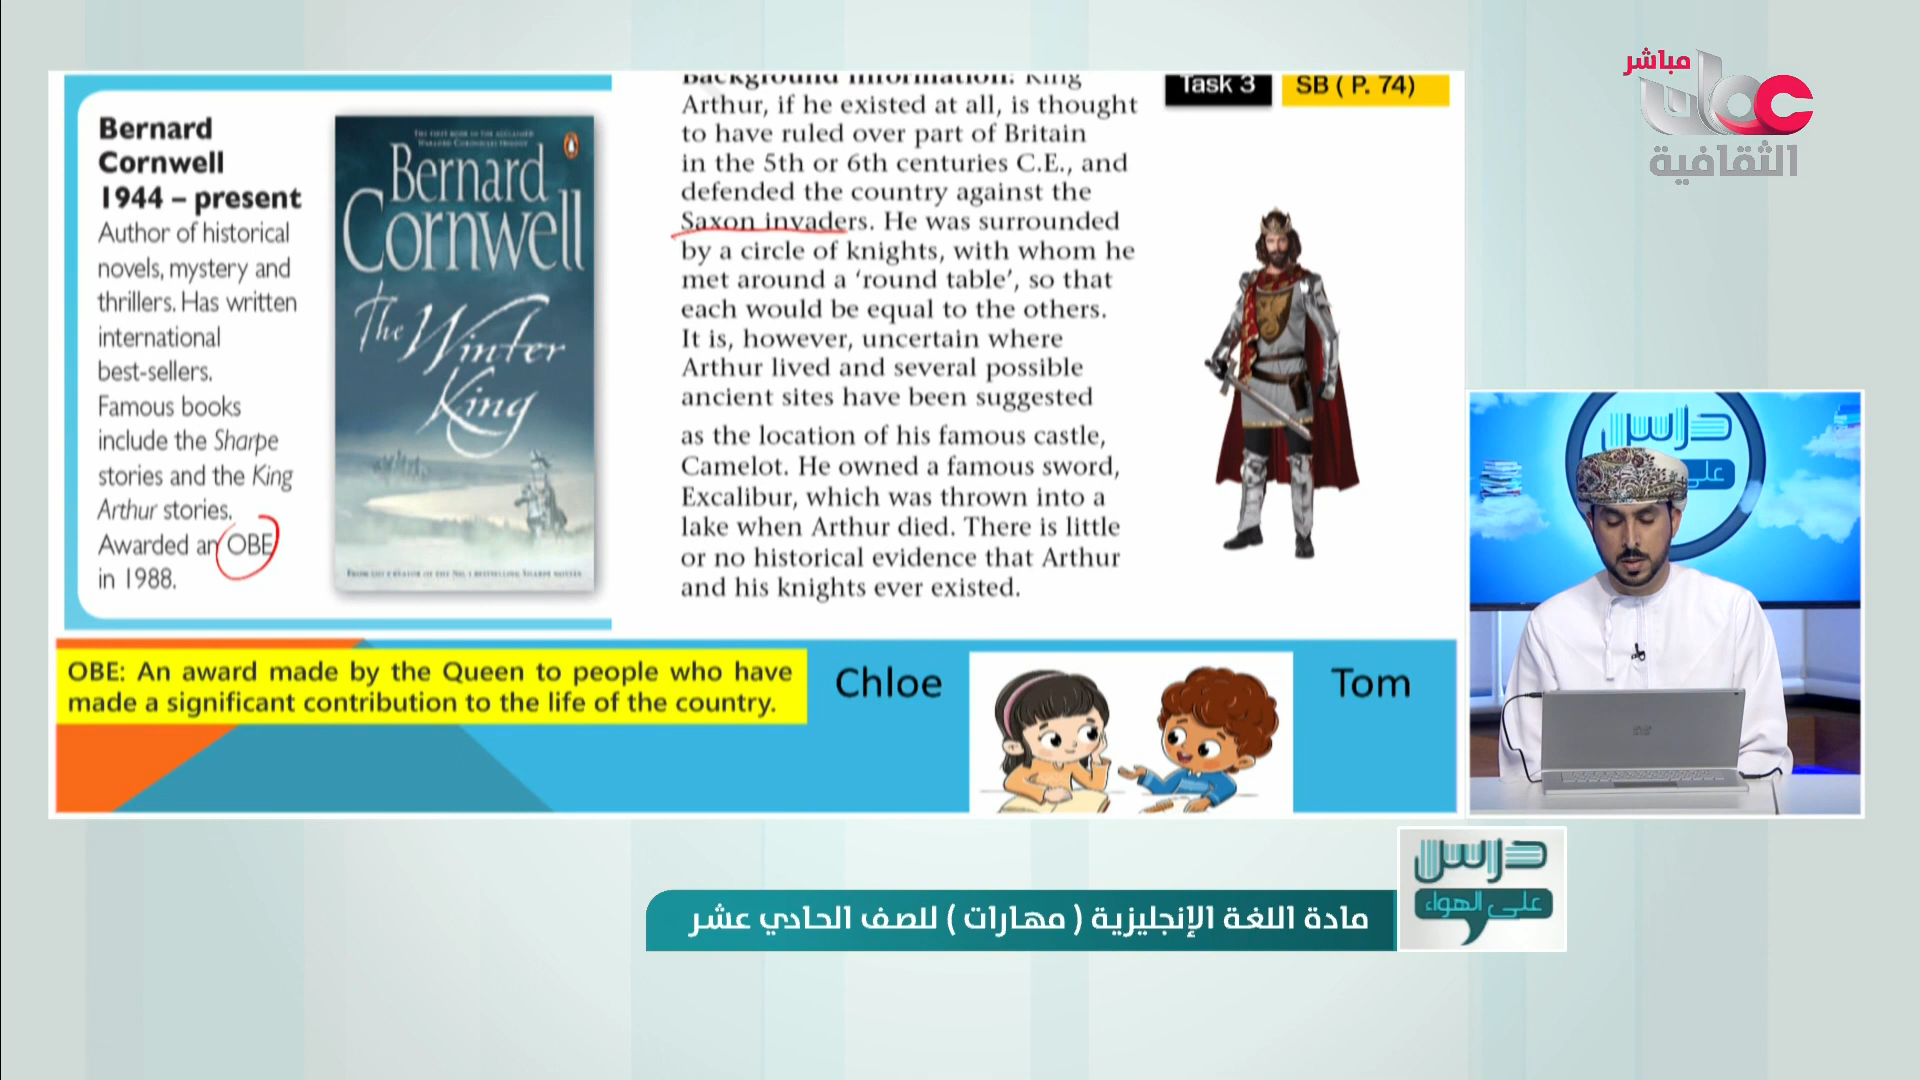 Bernard
Cornwell
1944 – present
Author of historical
novels, mystery and
thrillers. Has written
international
best-sellers.
Famous books
include the Sharpe
stories and the King
Arthur stories.
Awarded an OBE
in 1988.
Bernard
Cornwell
The Winter
King
Background information: King
Arthur, if he existed at all, is thought
to have ruled over part of Britain
in the 5th or 6th centuries C.E., and
defended the country against the
Saxon invaders. He was surrounded
by a circle of knights, with whom he
met around a ‘round table’, so that
each would be equal to the others.
It is, however, uncertain where
Arthur lived and several possible
ancient sites have been suggested
as the location of his famous castle,
Camelot. He owned a famous sword,
Excalibur, which was thrown into a
lake when Arthur died. There is little
or no historical evidence that Arthur
and his knights ever existed.
Task 3
SB ( P. 74)
OBE: An award made by the Queen to people who have
made a significant contribution to the life of the country.
Chloe
Tom
مباشر
عمان
الثقافية
درس
على
درس
على الهواء
مادة اللغة الإنجليزية ( مهارات ) للصف الحادي عشر